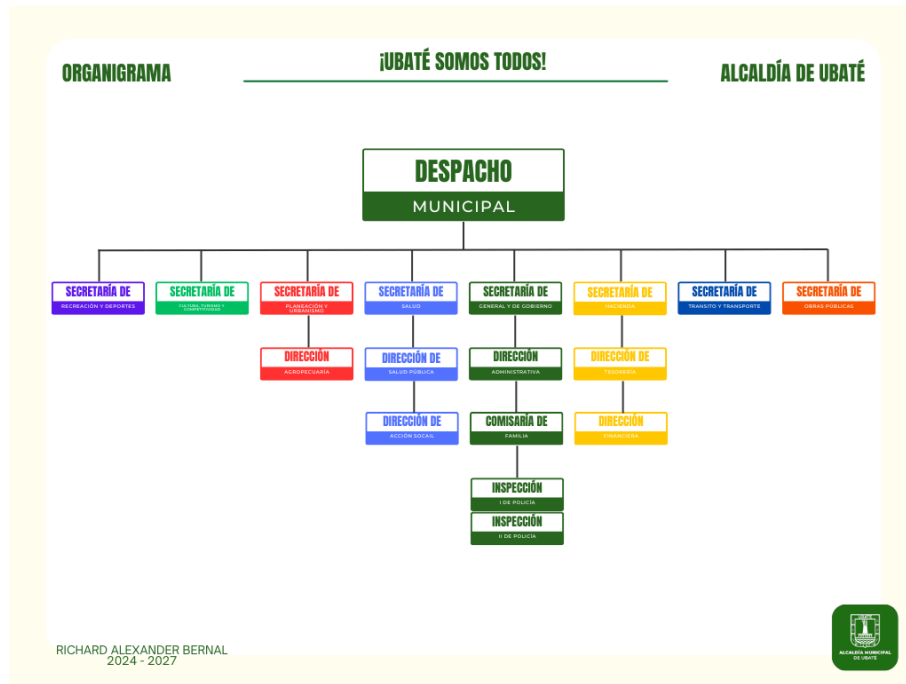 ¡UBATÉ SOMOS TODOS!
ORGANIGRAMA
ALCALDÍA DE UBATÉ
DESPACHO
MUNICIPAL
SECRETARÍA DE
RECREACIÓN Y DEPORTES
SECRETARÍA DE
CULTURA, TURISMO Y
COMPETITIVIDAD
SECRETARÍA DE
PLANEACIÓN Y
URBANISMO
SECRETARÍA DE
SALUD
SECRETARÍA DE
GENERAL Y DE GOBIERNO
SECRETARÍA DE
HACIENDA
SECRETARÍA DE
TRANSITO Y TRANSPORTE
SECRETARÍA DE
OBRAS PÚBLICAS
DIRECCIÓN
AGROPECUARÍA
DIRECCIÓN DE
SALUD PÚBLICA
DIRECCIÓN
ADMINISTRATIVA
DIRECCIÓN DE
TESORERÍA
DIRECCIÓN DE
ACCIÓN SOCAIL
COMISARÍA DE
FAMILIA
DIRECCIÓN
FINANCIERA
INSPECCIÓN
I DE POLICÍA
INSPECCIÓN
II DE POLICÍA
RICHARD ALEXANDER BERNAL
2024 - 2027
ALCALDÍA MUNICIPAL
DE UBATÉ